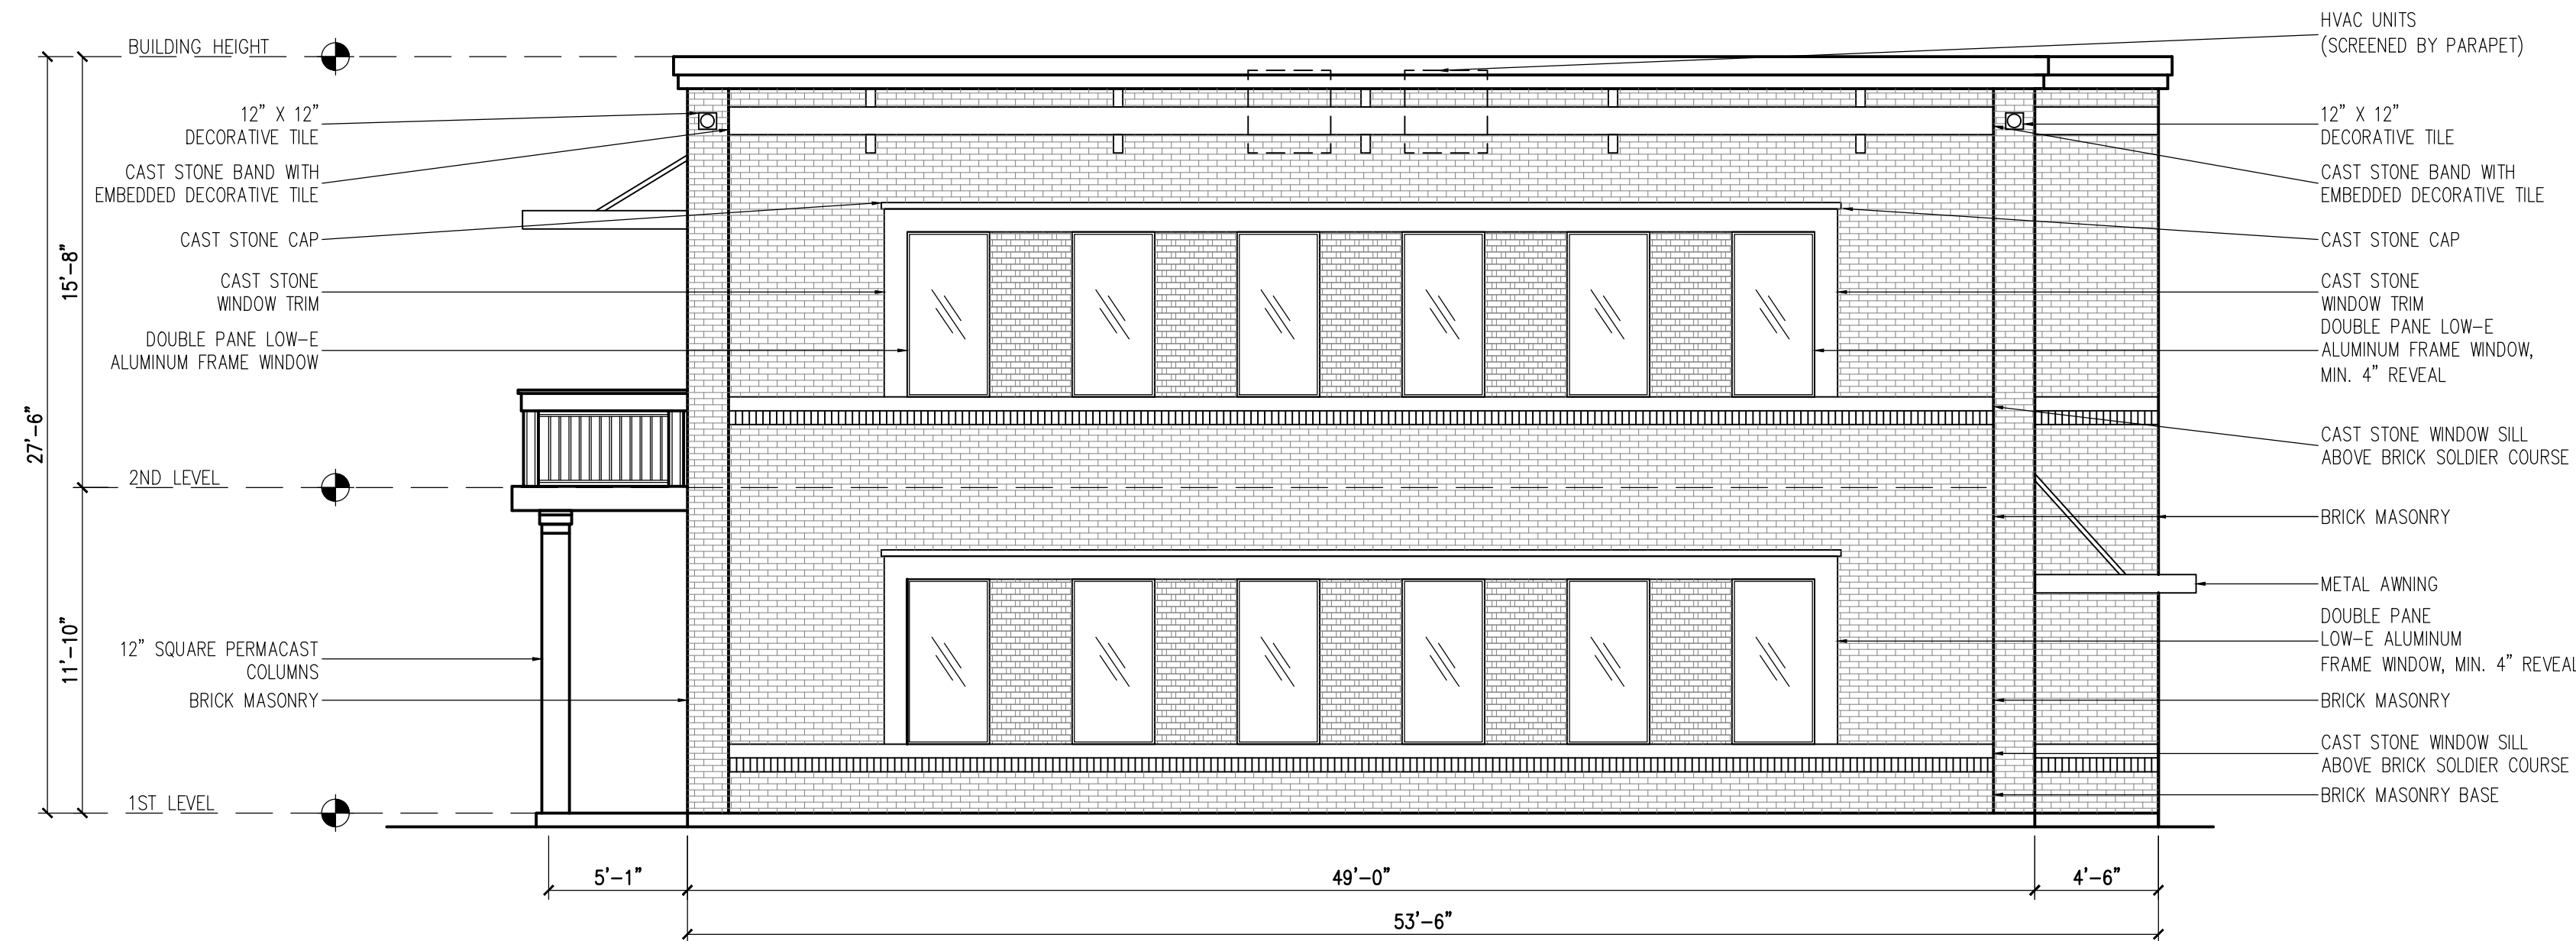 BUILDING HEIGHT
12" X 12"
DECORATIVE TILE
CAST STONE BAND WITH
EMBEDDED DECORATIVE TILE
CAST STONE CAP
CAST STONE
WINDOW TRIM
DOUBLE PANE LOW-E
ALUMINUM FRAME WINDOW
2ND LEVEL
12" SQUARE PERMACAST
COLUMNS
BRICK MASONRY
1ST LEVEL
27'-6"
15'-8"
11'-10"
HVAC UNITS
(SCREENED BY PARAPET)
12" X 12"
DECORATIVE TILE
CAST STONE BAND WITH
EMBEDDED DECORATIVE TILE
CAST STONE CAP
CAST STONE
WINDOW TRIM
DOUBLE PANE LOW-E
ALUMINUM FRAME WINDOW,
MIN. 4" REVEAL
CAST STONE WINDOW SILL
ABOVE BRICK SOLDIER COURSE
BRICK MASONRY
METAL AWNING
DOUBLE PANE
LOW-E ALUMINUM
FRAME WINDOW, MIN. 4" REVEAL
BRICK MASONRY
CAST STONE WINDOW SILL
ABOVE BRICK SOLDIER COURSE
BRICK MASONRY BASE
5'-1"
49'-0"
4'-6"
53'-6"